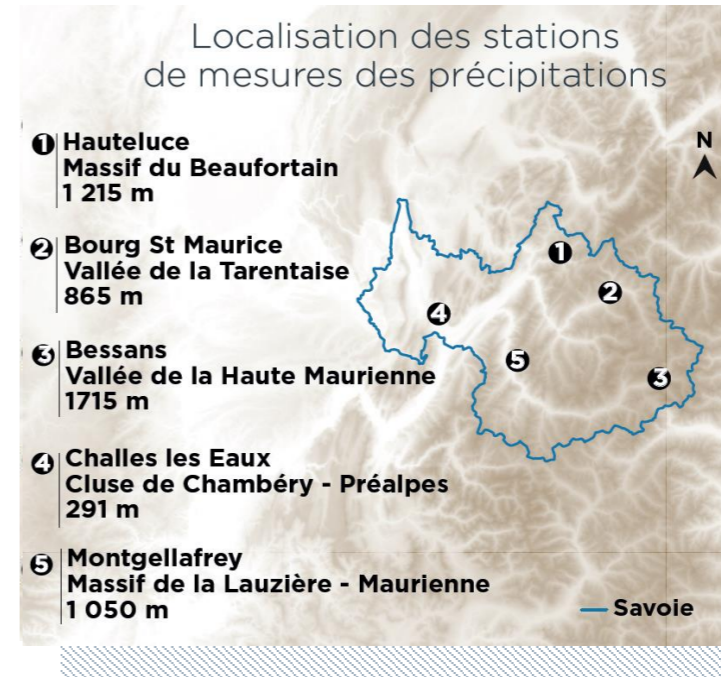 Localisation des stations
de mesures des précipitations
N
1 Hauteluce
Massif du Beaufortain
1 215 m
2 Bourg St Maurice
Vallée de la Tarentaise
865 m
3 Bessans
Vallée de la Haute Maurienne
1715 m
4 Challes les Eaux
Cluse de Chambéry - Préalpes
291 m
5 Montgellafrey
Massif de la Lauzière - Maurienne
1 050 m
1
2
4
5
3
Savoie